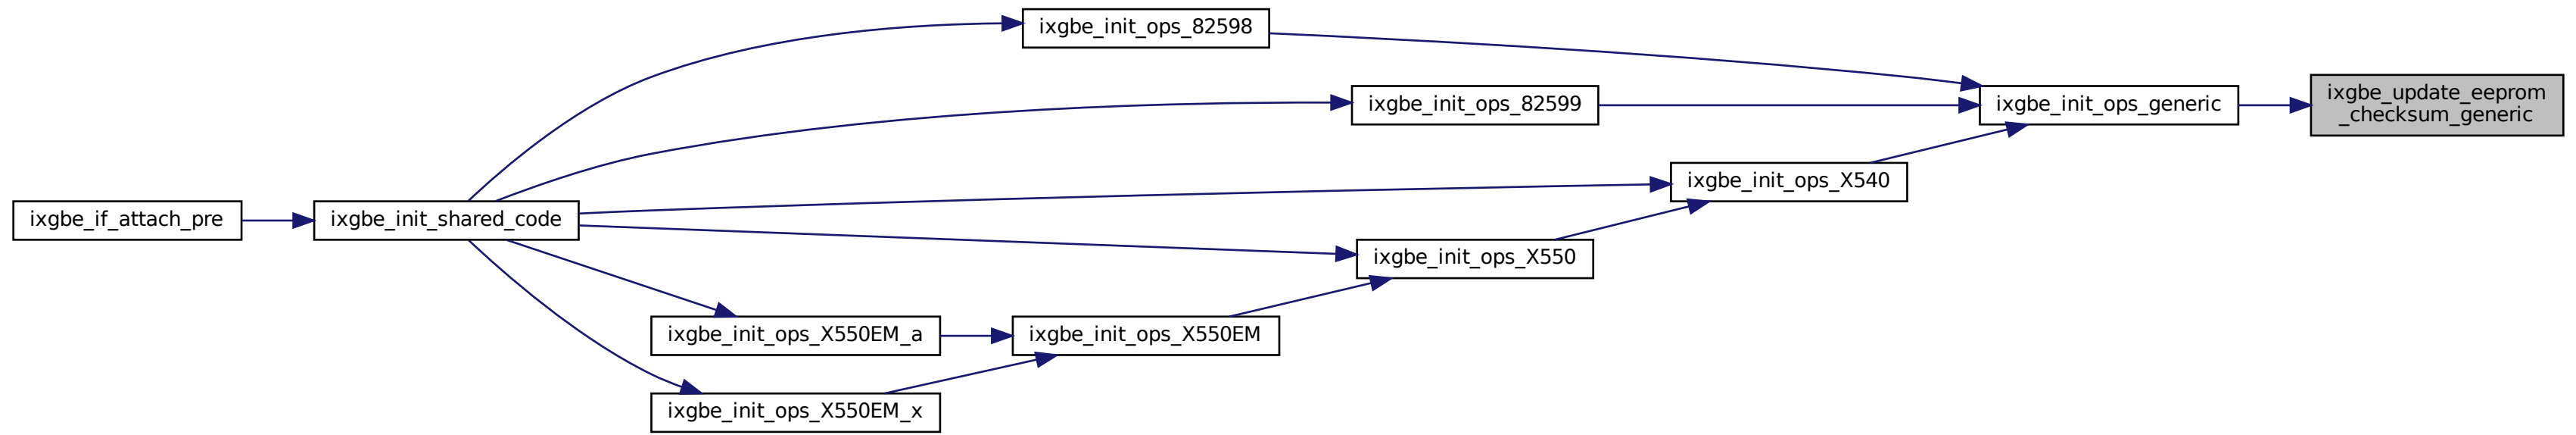 ixgbe_init_ops_82598
ixgbe_update_eeprom
_checksum_generic
ixgbe_init_ops_82599
ixgbe_init_ops_generic
ixgbe_init_ops_X540
ixgbe_if_attach_pre
ixgbe_init_shared_code
ixgbe_init_ops_X550
ixgbe_init_ops_X550EM_a
ixgbe_init_ops_X550EM
ixgbe_init_ops_X550EM_x